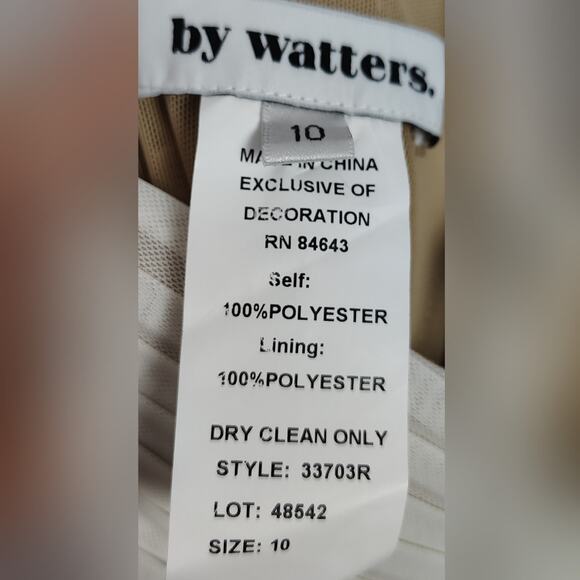 by watters.
10
MADE IN CHINA
EXCLUSIVE OF
DECORATION
RN 84643
Self:
100%POLYESTER
Lining:
100%POLYESTER
DRY CLEAN ONLY
STYLE: 33703R
LOT: 48542
SIZE: 10